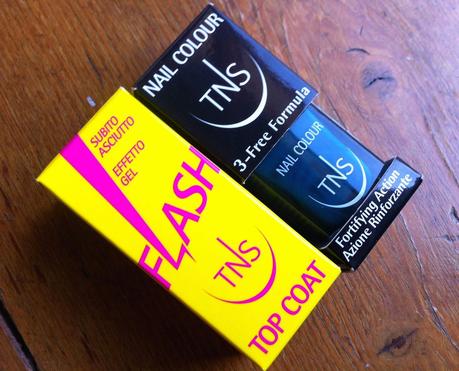 SUBITO
ASCIUTTO
EFFETTO
GEL
FLASH
TNS
TOP COAT
NAIL COLOUR
TNS
3-Free Formula
NAIL COLOUR
TNS
Fortifying Action
Azione Rinforzante